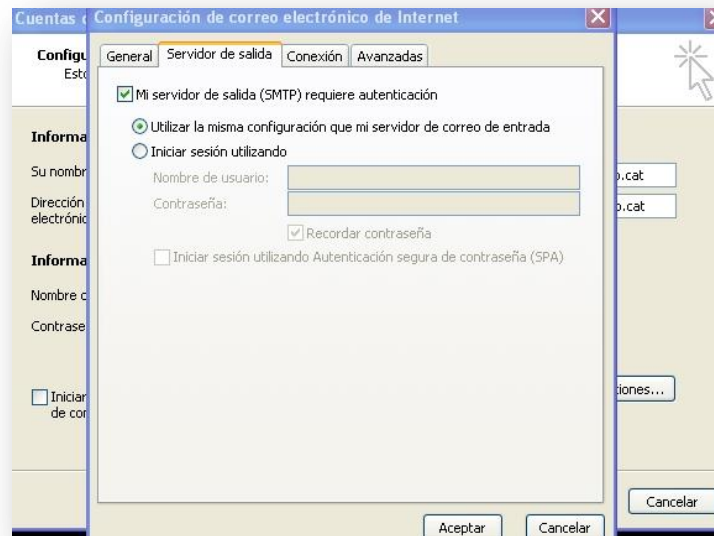 Cuentas
Configuración de correo electrónico de Internet
General
Servidor de salida
Conexión
Avanzadas
Mi servidor de salida (SMTP) requiere autenticación
Utilizar la misma configuración que mi servidor de correo de entrada
Iniciar sesión utilizando
Nombre de usuario:
Contraseña:
Recordar contraseña
Iniciar sesión utilizando Autenticación segura de contraseña (SPA)
Aceptar
Cancelar
Configu
Esto
Informa
Su nombr
Dirección
electrónic
Informa
Nombre d
Contrase
Iniciar
de cor
o.cat
o.cat
iones...
Cancelar